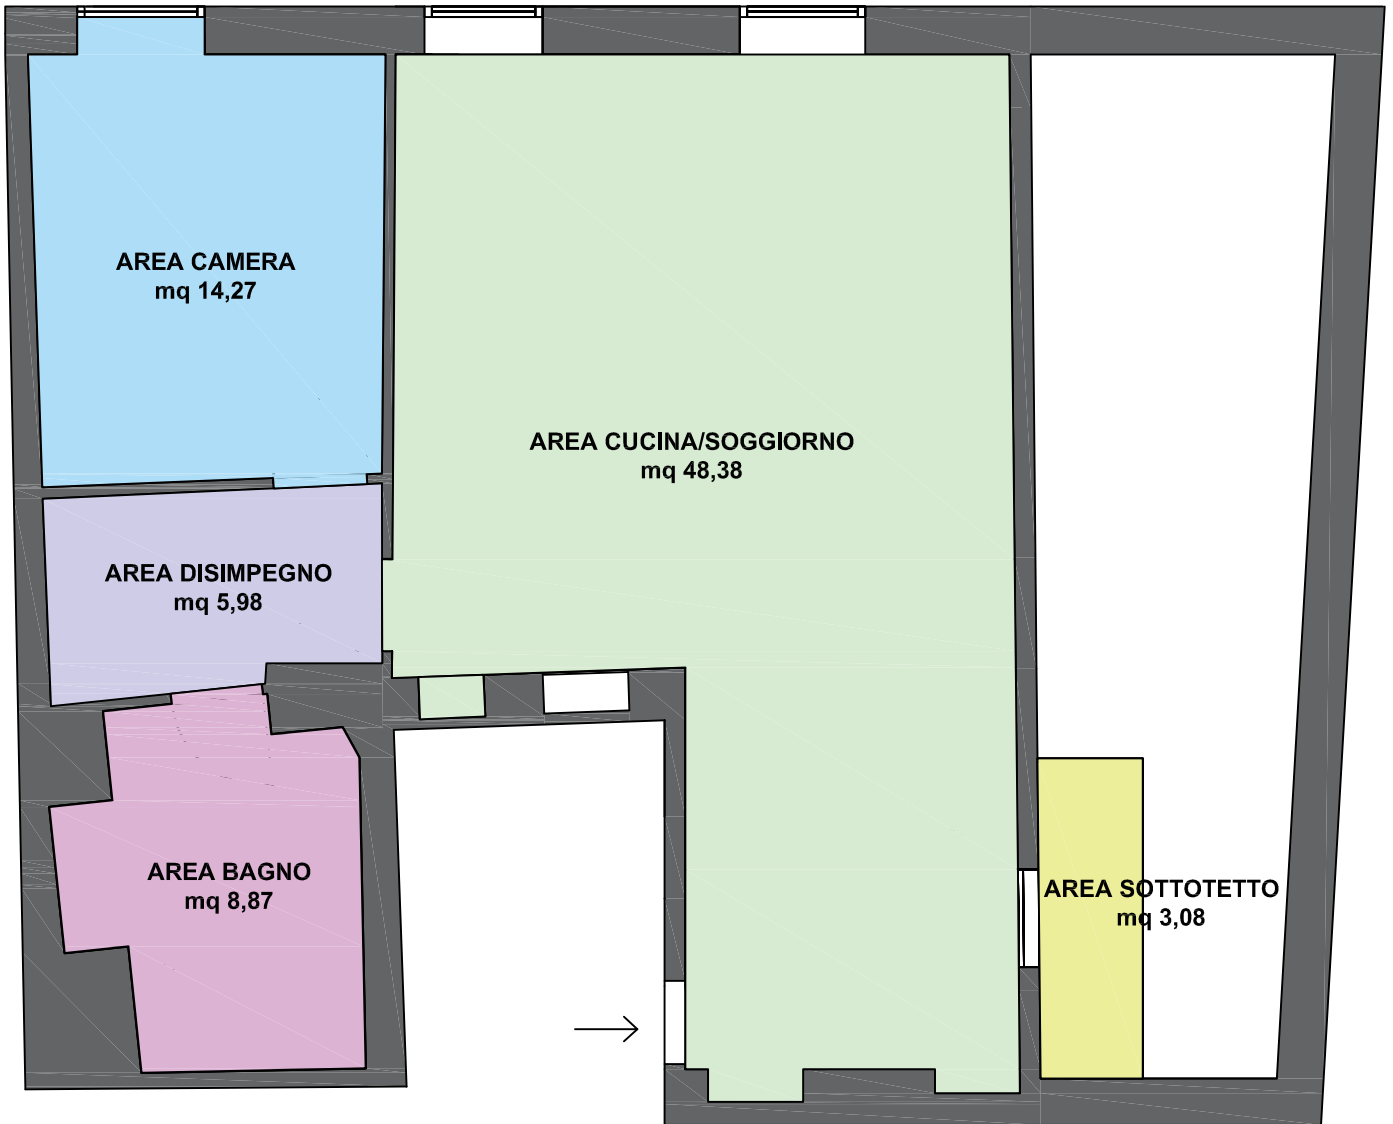 AREA CAMERA
mq 14,27
AREA CUCINA/SOGGIORNO
mq 48,38
AREA DISIMPEGNO
mq 5,98
AREA BAGNO
mq 8,87
AREA SOTTOTETTO
mq 3,08